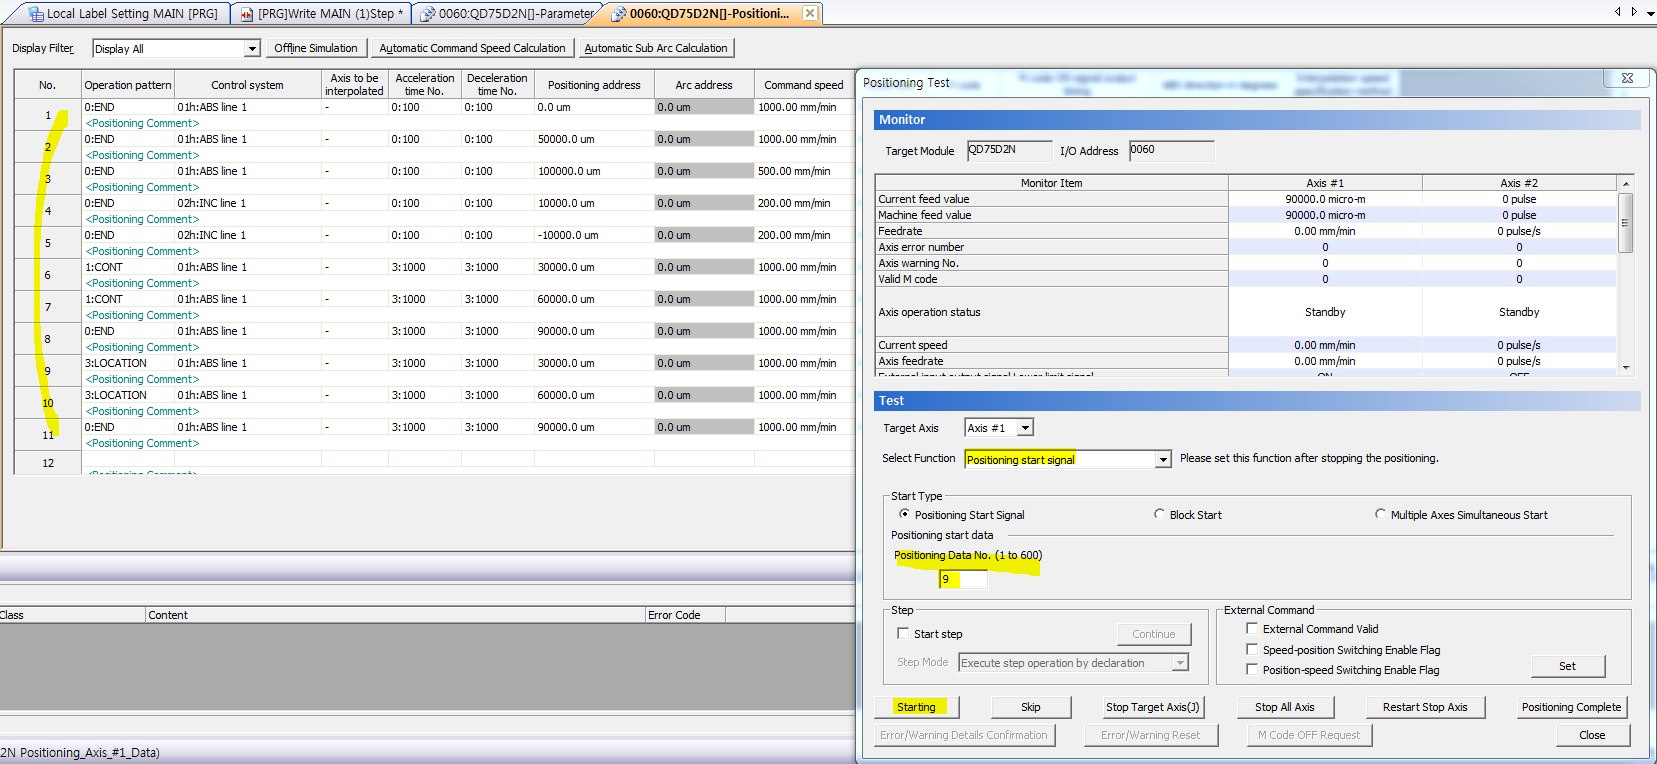 Local Label Setting MAIN [PRG]
[PRG]Write MAIN (1)Step *
0060:QD75D2N[]-Parameter
0060:QD75D2N[]-Positioni...
Display Filter
Display All
Offline Simulation
Automatic Command Speed Calculation
Automatic Sub Arc Calculation
No. Operation pattern Control system Axis to be interpolated Acceleration time No. Deceleration time No. Positioning address Arc address Command speed
1 0:END 01h:ABS line 1 - 0:100 0:100 0.0 um 0.0 um 1000.00 mm/min
<Positioning Comment>
2 0:END 01h:ABS line 1 - 0:100 0:100 50000.0 um 0.0 um 1000.00 mm/min
<Positioning Comment>
3 0:END 01h:ABS line 1 - 0:100 0:100 100000.0 um 0.0 um 500.00 mm/min
<Positioning Comment>
4 0:END 02h:INC line 1 - 0:100 0:100 10000.0 um 0.0 um 200.00 mm/min
<Positioning Comment>
5 0:END 02h:INC line 1 - 0:100 0:100 -10000.0 um 0.0 um 200.00 mm/min
<Positioning Comment>
6 1:CONT 01h:ABS line 1 - 3:1000 3:1000 30000.0 um 0.0 um 1000.00 mm/min
<Positioning Comment>
7 1:CONT 01h:ABS line 1 - 3:1000 3:1000 60000.0 um 0.0 um 1000.00 mm/min
<Positioning Comment>
8 0:END 01h:ABS line 1 - 3:1000 3:1000 90000.0 um 0.0 um 1000.00 mm/min
<Positioning Comment>
9 3:LOCATION 01h:ABS line 1 - 3:1000 3:1000 30000.0 um 0.0 um 1000.00 mm/min
<Positioning Comment>
10 3:LOCATION 01h:ABS line 1 - 3:1000 3:1000 60000.0 um 0.0 um 1000.00 mm/min
<Positioning Comment>
11 0:END 01h:ABS line 1 - 3:1000 3:1000 90000.0 um 0.0 um 1000.00 mm/min
<Positioning Comment>
12
<Positioning Comment>
Class Content Error Code
2N Positioning_Axis_#1_Data)
Positioning Test
Monitor
Target Module QD75D2N I/O Address 0060
Monitor Item Axis #1 Axis #2
Current feed value 90000.0 micro-m 0 pulse
Machine feed value 90000.0 micro-m 0 pulse
Feedrate 0.00 mm/min 0 pulse/s
Axis error number 0 0
Axis warning No. 0 0
Valid M code 0 0
Axis operation status Standby Standby
Current speed 0.00 mm/min 0 pulse/s
Axis feedrate 0.00 mm/min 0 pulse/s
External input output signal Lower limit signal ON OFF
Test
Target Axis Axis #1
Select Function Positioning start signal Please set this function after stopping the positioning.
Start Type
Positioning Start Signal Block Start Multiple Axes Simultaneous Start
Positioning start data
Positioning Data No. (1 to 600)
9
Step
Start step Continue
Step Mode Execute step operation by declaration
External Command
External Command Valid
Speed-position Switching Enable Flag
Position-speed Switching Enable Flag
Set
Starting Skip Stop Target Axis(J) Stop All Axis Restart Stop Axis Positioning Complete
Error/Warning Details Confirmation Error/Warning Reset M Code OFF Request Close